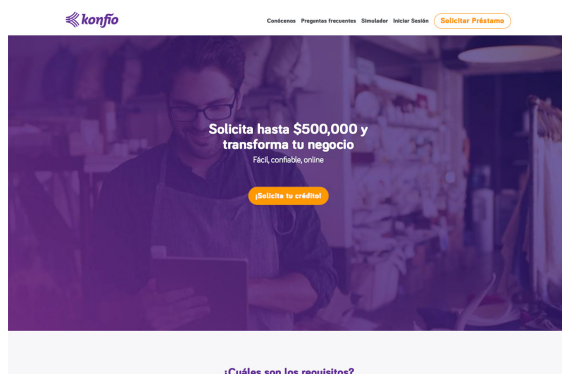 konfío
Conócenos Preguntas frecuentes Simulador Iniciar Sesión Solicitar Préstamo
Solicita hasta $500,000 y
transforma tu negocio
Fácil, confiable, online
¡Solicita tu crédito!
¿Cuáles son los requisitos?